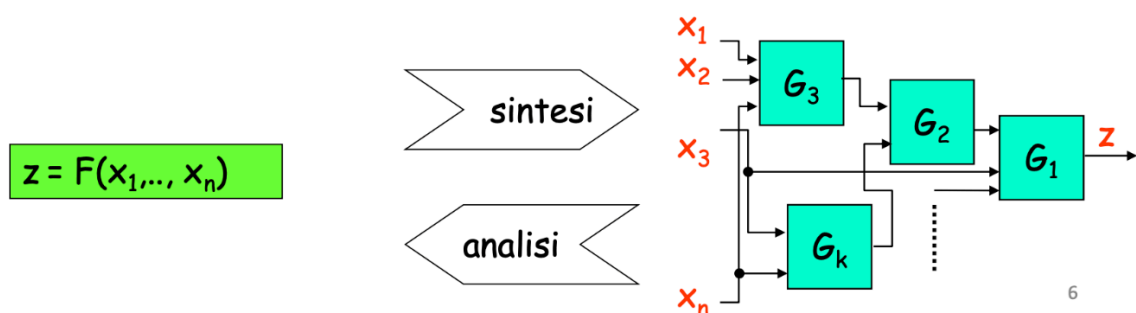 z = F(x₁,.., xₙ)
sintesi
analisi
x₁
x₂
x₃
xₙ
G₃
G₂
G₁
Gₖ
z
6